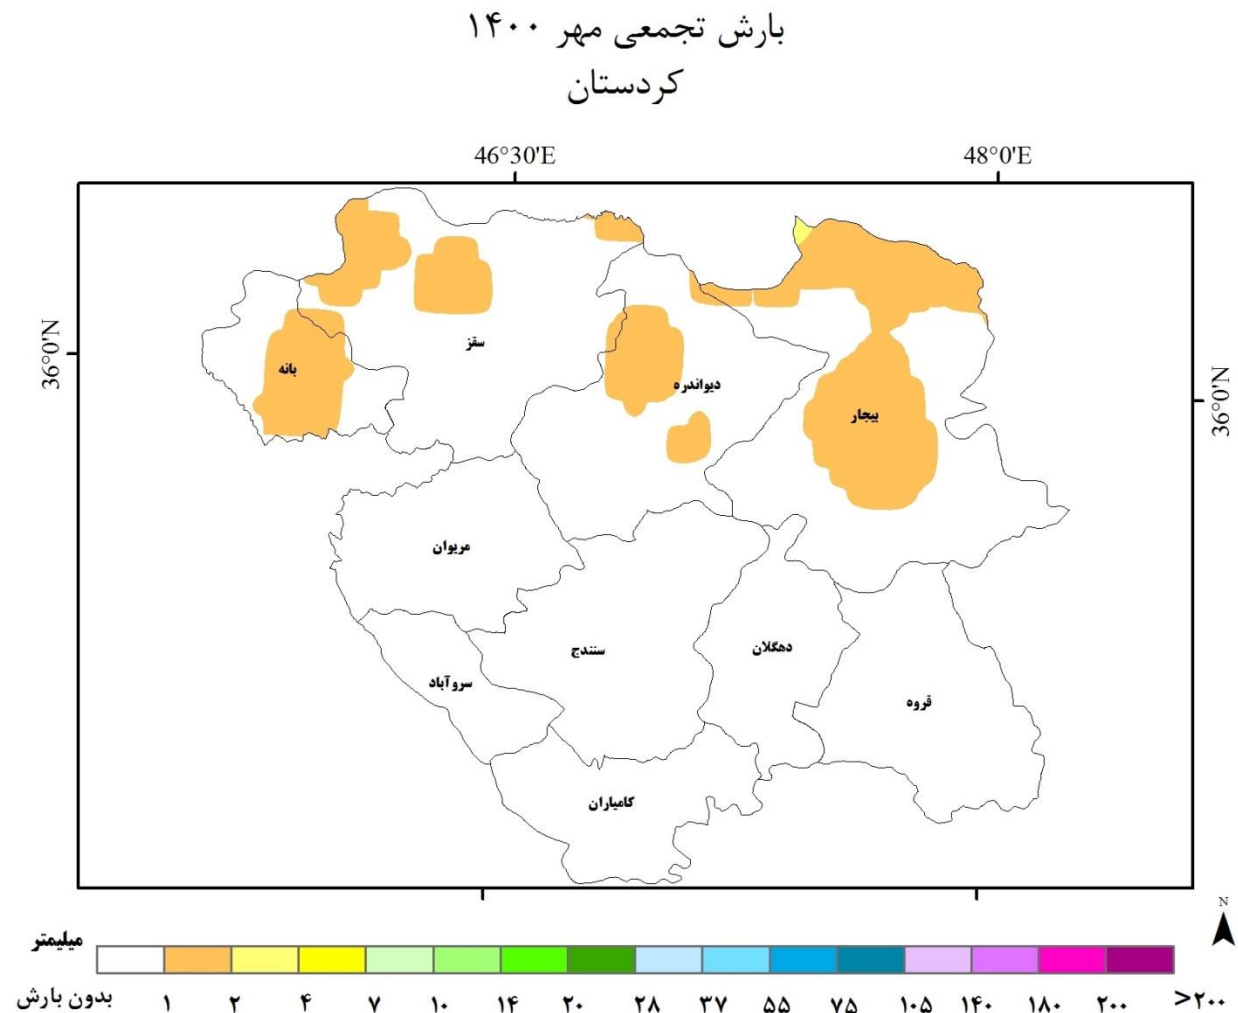 بارش تجمعی مهر ۱۴۰۰
کردستان
46°30'E 48°0'E
36°0'N
36°0'N
سقز
بانه
دیواندره
بیجار
مریوان
سنندج
دهگلان
سروآباد
قروه
کامیاران
N
میلیمتر
بدون بارش ۱ ۲ ۴ ۷ ۱۰ ۱۴ ۲۰ ۲۸ ۳۷ ۵۵ ۷۵ ۱۰۵ ۱۴۰ ۱۸۰ ۲۰۰ >۲۰۰